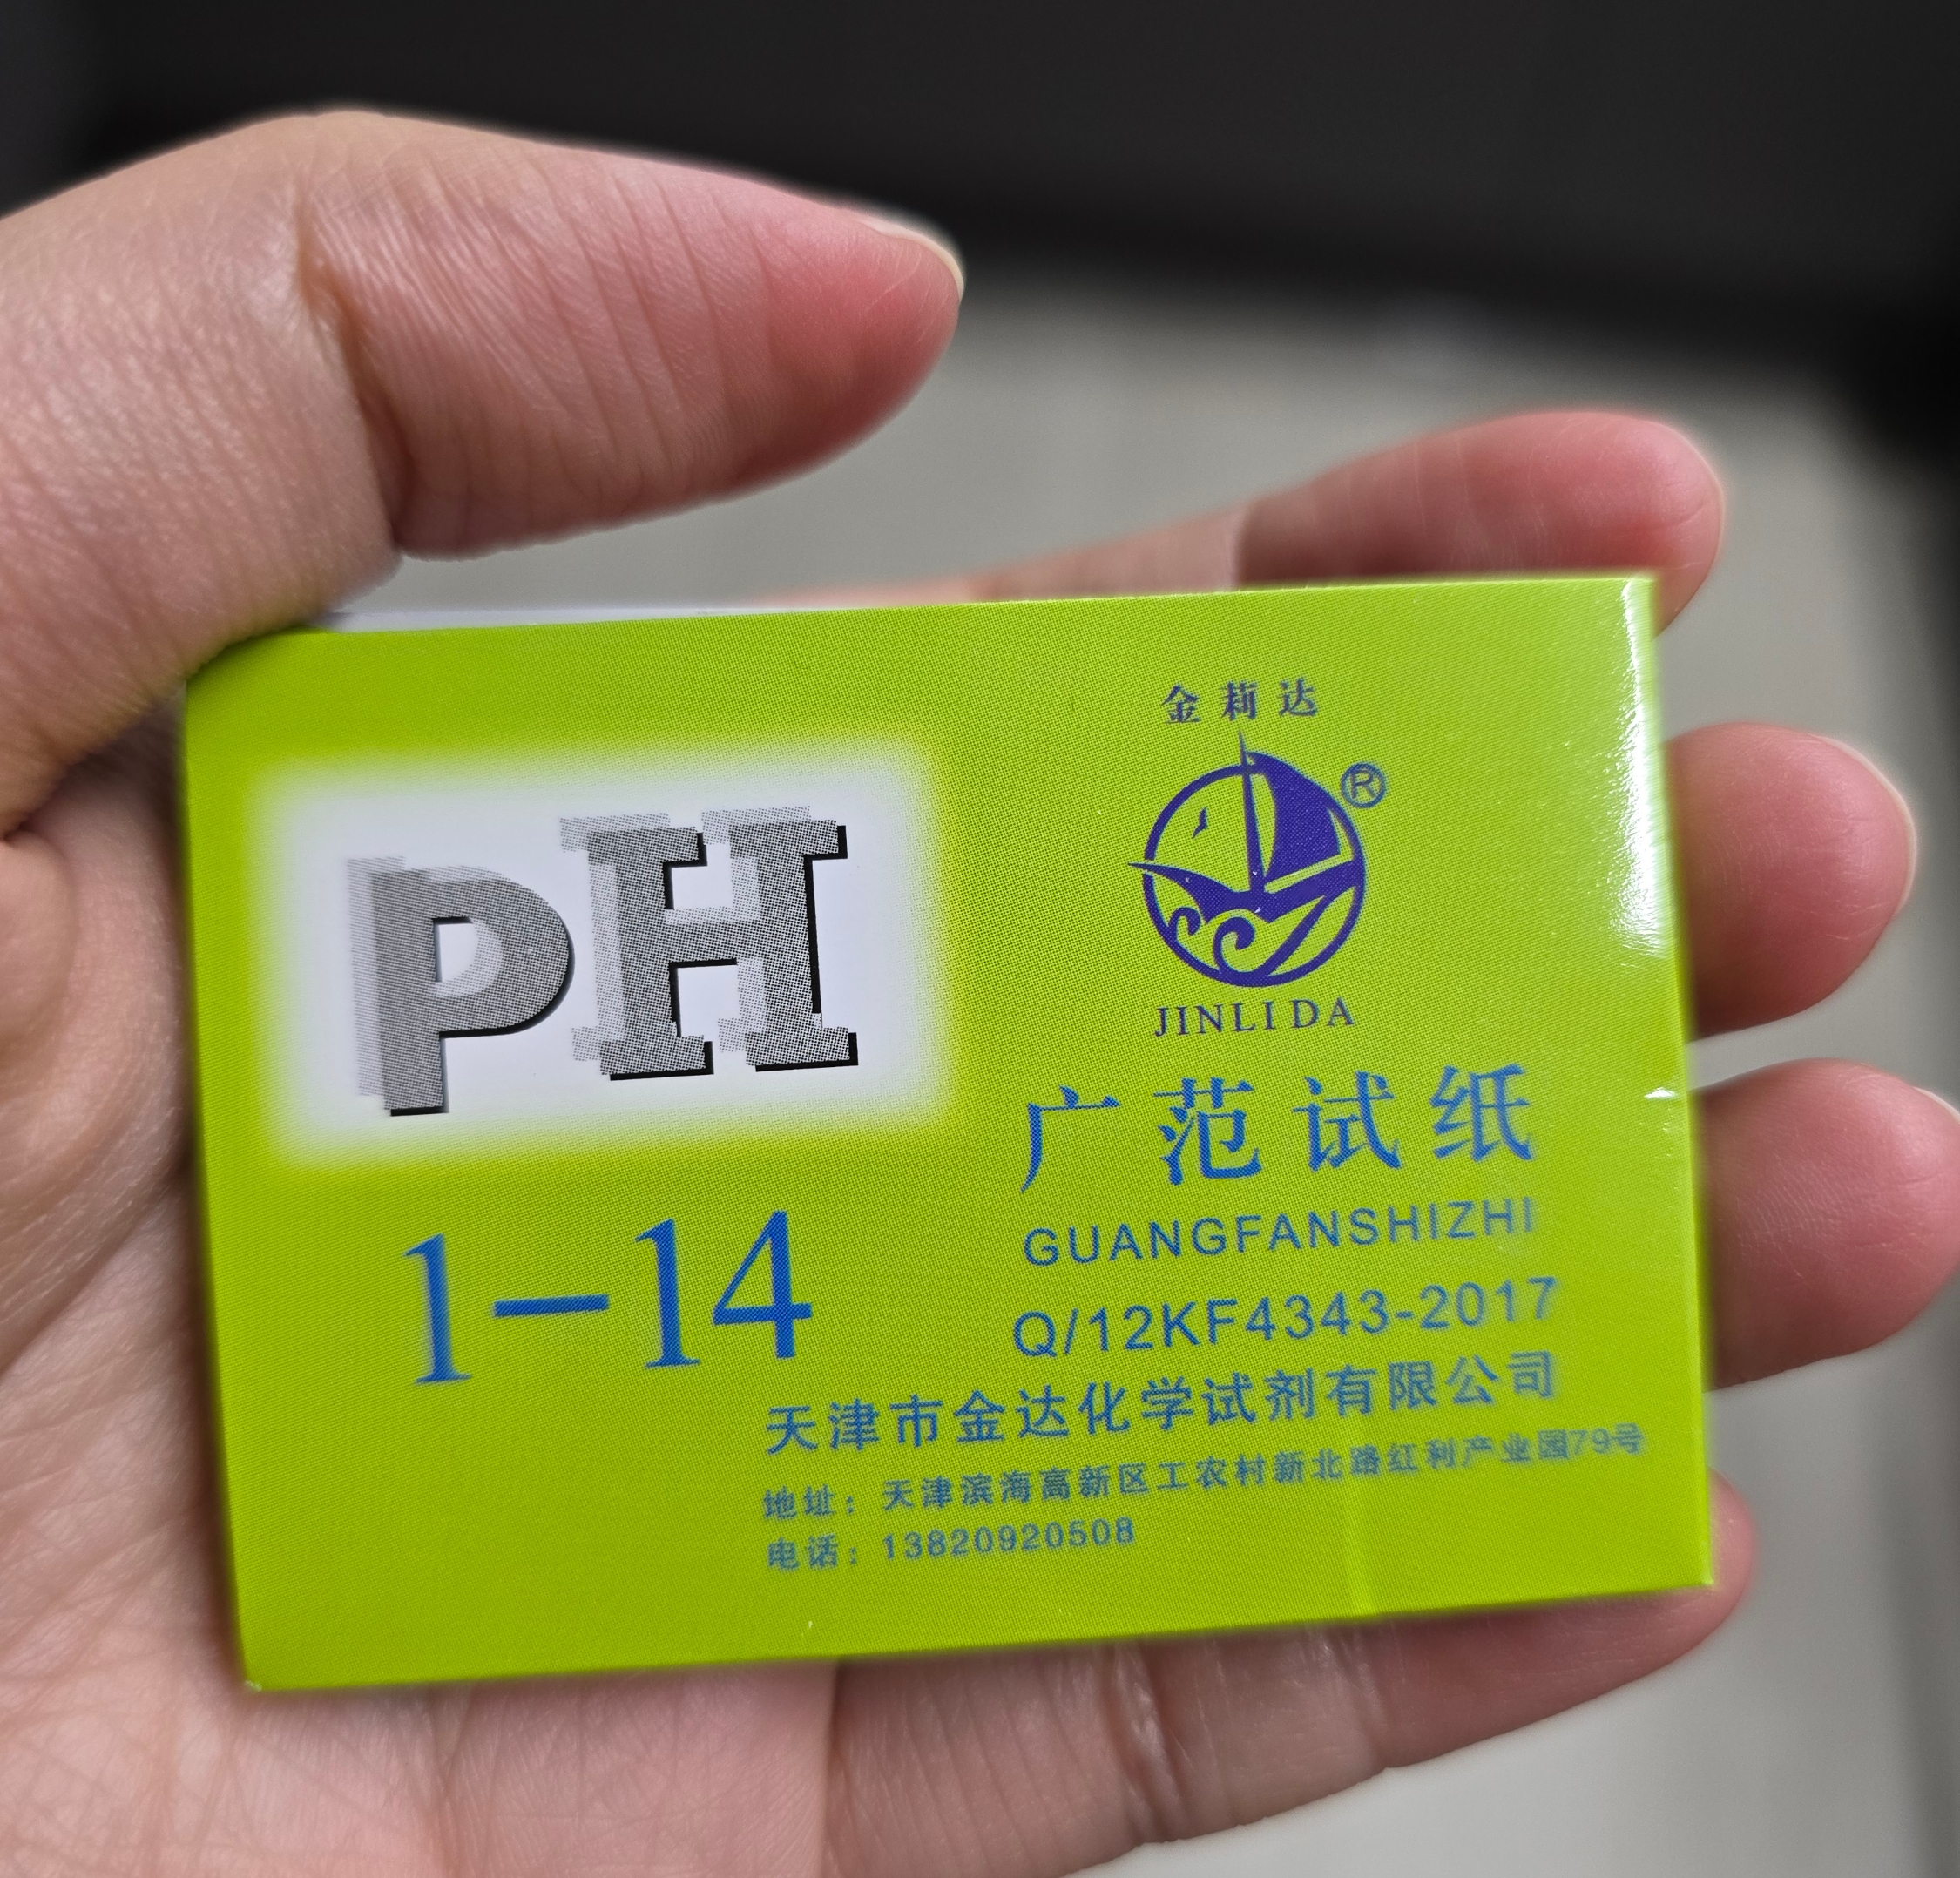 金莉达
®
JINLIDA
PH
广范试纸
GUANGFANSHIZHI
1-14
Q/12KF4343-2017
天津市金达化学试剂有限公司
地址：天津滨海高新区工农村新北路红利产业园79号
电话：13820920508